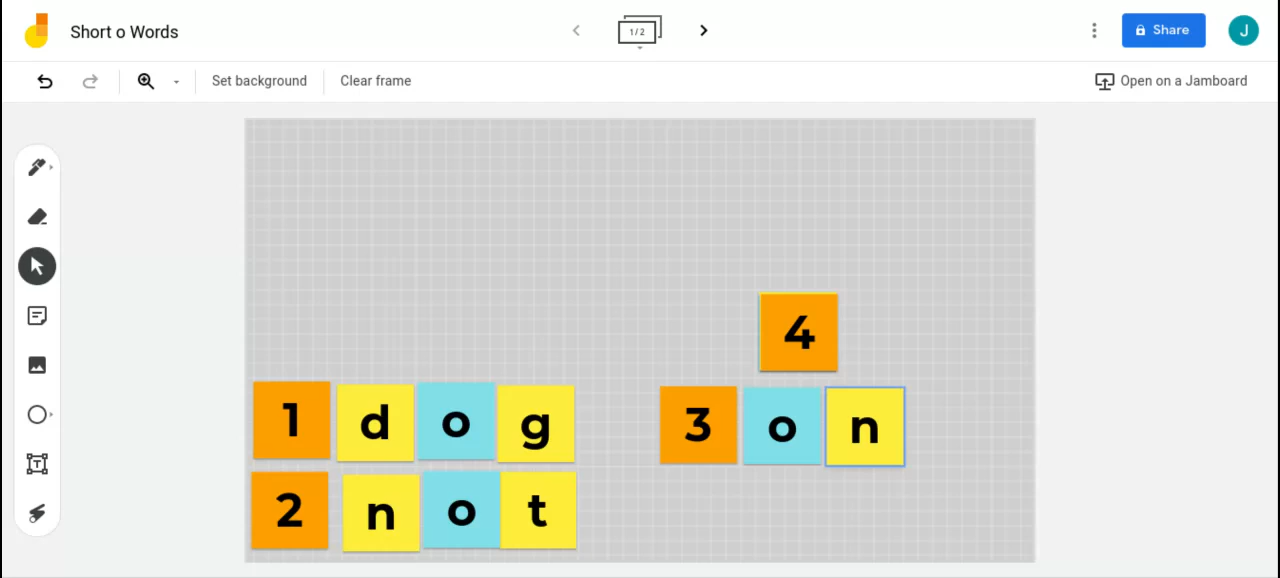 Short o Words
1/2
Share
J
Set background
Clear frame
Open on a Jamboard
4
1 d o g
3 o n
2 n o t